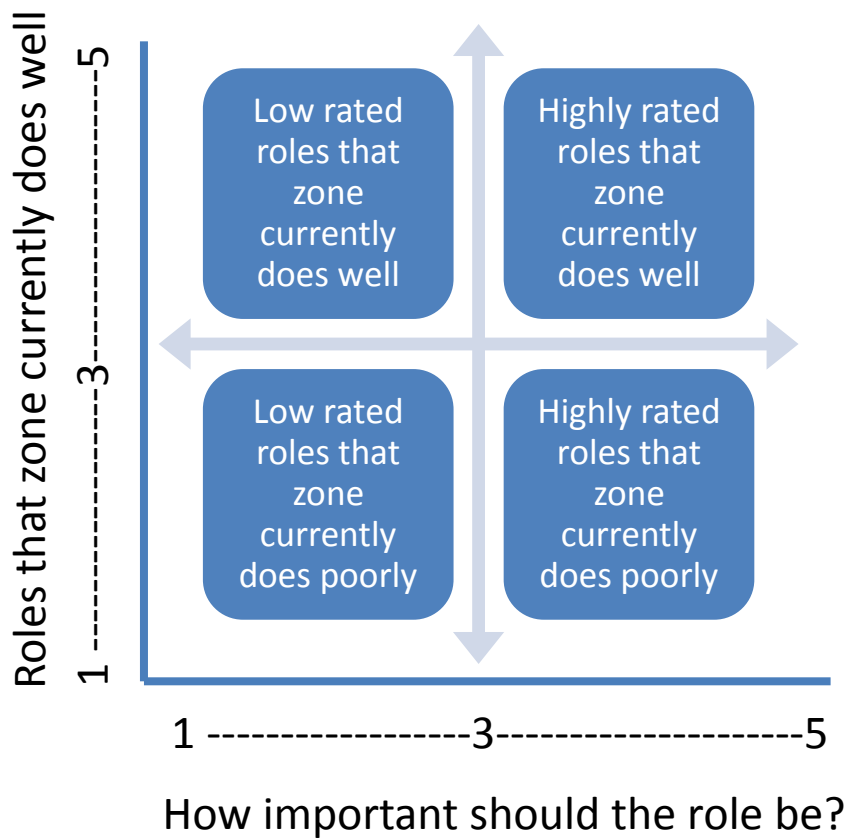 Roles that zone currently does well
1 ----------------3----------------5
Low rated
roles that
zone
currently
does well
Highly rated
roles that
zone
currently
does well
Low rated
roles that
zone
currently
does poorly
Highly rated
roles that
zone
currently
does poorly
1 -------------------3---------------------5
How important should the role be?